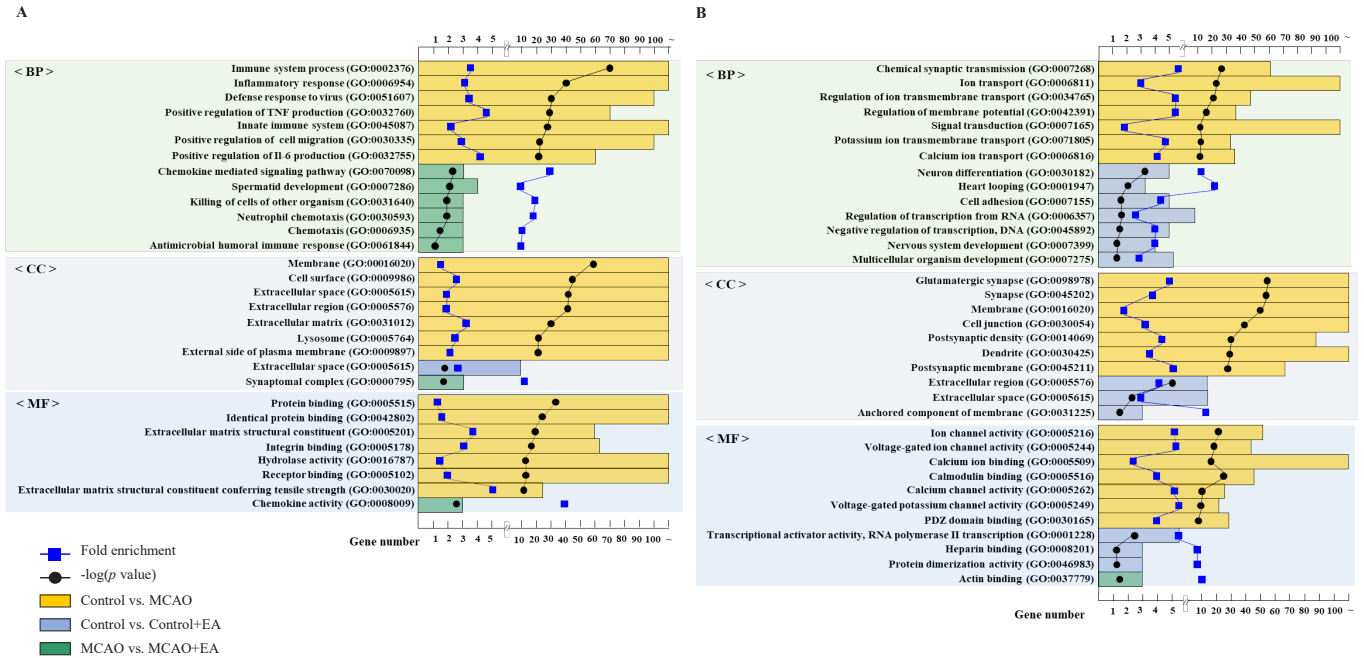 A
1 2 3 4 5 10 20 30 40 50 60 70 80 90 100 ~
< BP >
Immune system process (GO:0002376)
Inflammatory response (GO:0006954)
Defense response to virus (GO:0051607)
Positive regulation of TNF production (GO:0032760)
Innate immune system (GO:0045087)
Positive regulation of cell migration (GO:0030335)
Positive regulation of Il-6 production (GO:0032755)
Chemokine mediated signaling pathway (GO:0070098)
Spermatid development (GO:0007286)
Killing of cells of other organism (GO:0031640)
Neutrophil chemotaxis (GO:0030593)
Chemotaxis (GO:0006935)
Antimicrobial humoral immune response (GO:0061844)
< CC >
Membrane (GO:00016020)
Cell surface (GO:0009986)
Extracellular space (GO:0005615)
Extracellular region (GO:0005576)
Extracellular matrix (GO:0031012)
Lysosome (GO:0005764)
External side of plasma membrane (GO:0009897)
Extracellular space (GO:0005615)
Synaptomal complex (GO:0000795)
< MF >
Protein binding (GO:0005515)
Identical protein binding (GO:0042802)
Extracellular matrix structural constituent (GO:0005201)
Integrin binding (GO:0005178)
Hydrolase activity (GO:0016787)
Receptor binding (GO:0005102)
Extracellular matrix structural constituent conferring tensile strength (GO:0030020)
Chemokine activity (GO:0008009)
Gene number
1 2 3 4 5 10 20 30 40 50 60 70 80 90 100 ~
Fold enrichment
-log(p value)
Control vs. MCAO
Control vs. Control+EA
MCAO vs. MCAO+EA
B
1 2 3 4 5 10 20 30 40 50 60 70 80 90 100 ~
< BP >
Chemical synaptic transmission (GO:0007268)
Ion transport (GO:0006811)
Regulation of ion transmembrane transport (GO:0034765)
Regulation of membrane potential (GO:0042391)
Signal transduction (GO:0007165)
Potassium ion transmembrane transport (GO:0071805)
Calcium ion transport (GO:0006816)
Neuron differentiation (GO:0030182)
Heart looping (GO:0001947)
Cell adhesion (GO:0007155)
Regulation of transcription from RNA (GO:0006357)
Negative regulation of transcription, DNA (GO:0045892)
Nervous system development (GO:0007399)
Multicellular organism development (GO:0007275)
< CC >
Glutamatergic synapse (GO:0098978)
Synapse (GO:0045202)
Membrane (GO:0016020)
Cell junction (GO:0030054)
Postsynaptic density (GO:0014069)
Dendrite (GO:0030425)
Postsynaptic membrane (GO:0045211)
Extracellular region (GO:0005576)
Extracellular space (GO:0005615)
Anchored component of membrane (GO:0031225)
< MF >
Ion channel activity (GO:0005216)
Voltage-gated ion channel activity (GO:0005244)
Calcium ion binding (GO:0005509)
Calmodulin binding (GO:0005516)
Calcium channel activity (GO:0005262)
Voltage-gated potassium channel activity (GO:0005249)
PDZ domain binding (GO:0030165)
Transcriptional activator activity, RNA polymerase II transcription (GO:0001228)
Heparin binding (GO:0008201)
Protein dimerization activity (GO:0046983)
Actin binding (GO:0037779)
1 2 3 4 5 10 20 30 40 50 60 70 80 90 100 ~
Gene number